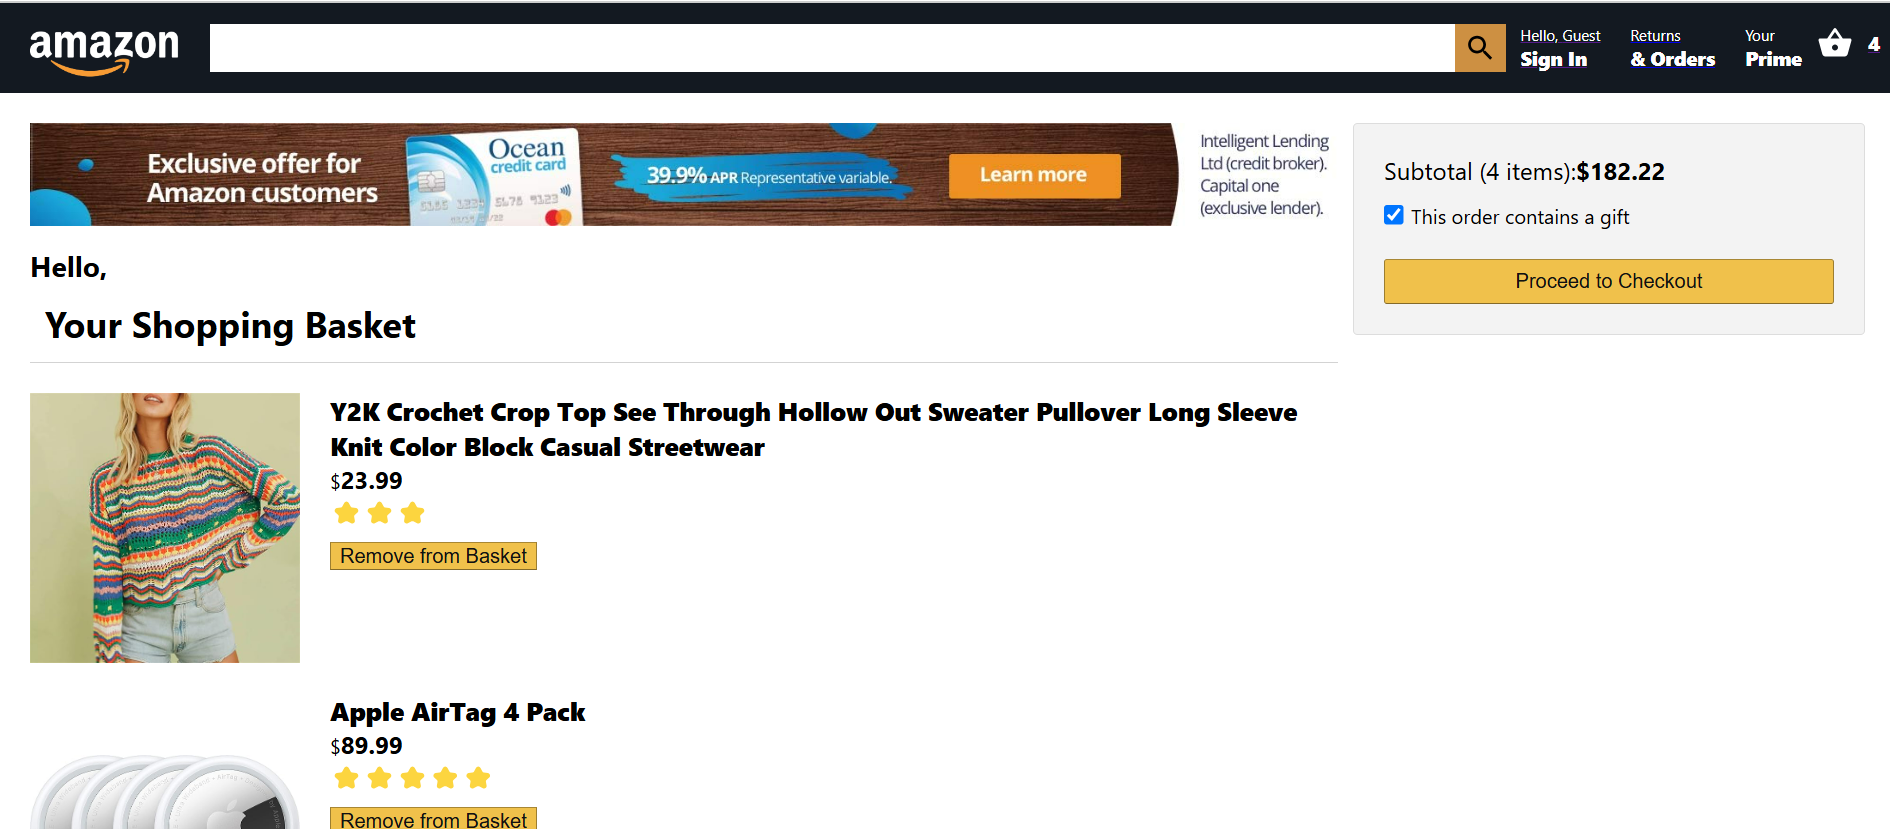 amazon
Hello, Guest
Sign In
Returns
& Orders
Your
Prime
4
Exclusive offer for
Amazon customers
Ocean
credit card
39.9% APR Representative variable.
Learn more
Intelligent Lending
Ltd (credit broker).
Capital one
(exclusive lender).
Subtotal (4 items):$182.22
This order contains a gift
Proceed to Checkout
Hello,
Your Shopping Basket
Y2K Crochet Crop Top See Through Hollow Out Sweater Pullover Long Sleeve
Knit Color Block Casual Streetwear
$23.99
Remove from Basket
Apple AirTag 4 Pack
$89.99
Remove from Basket